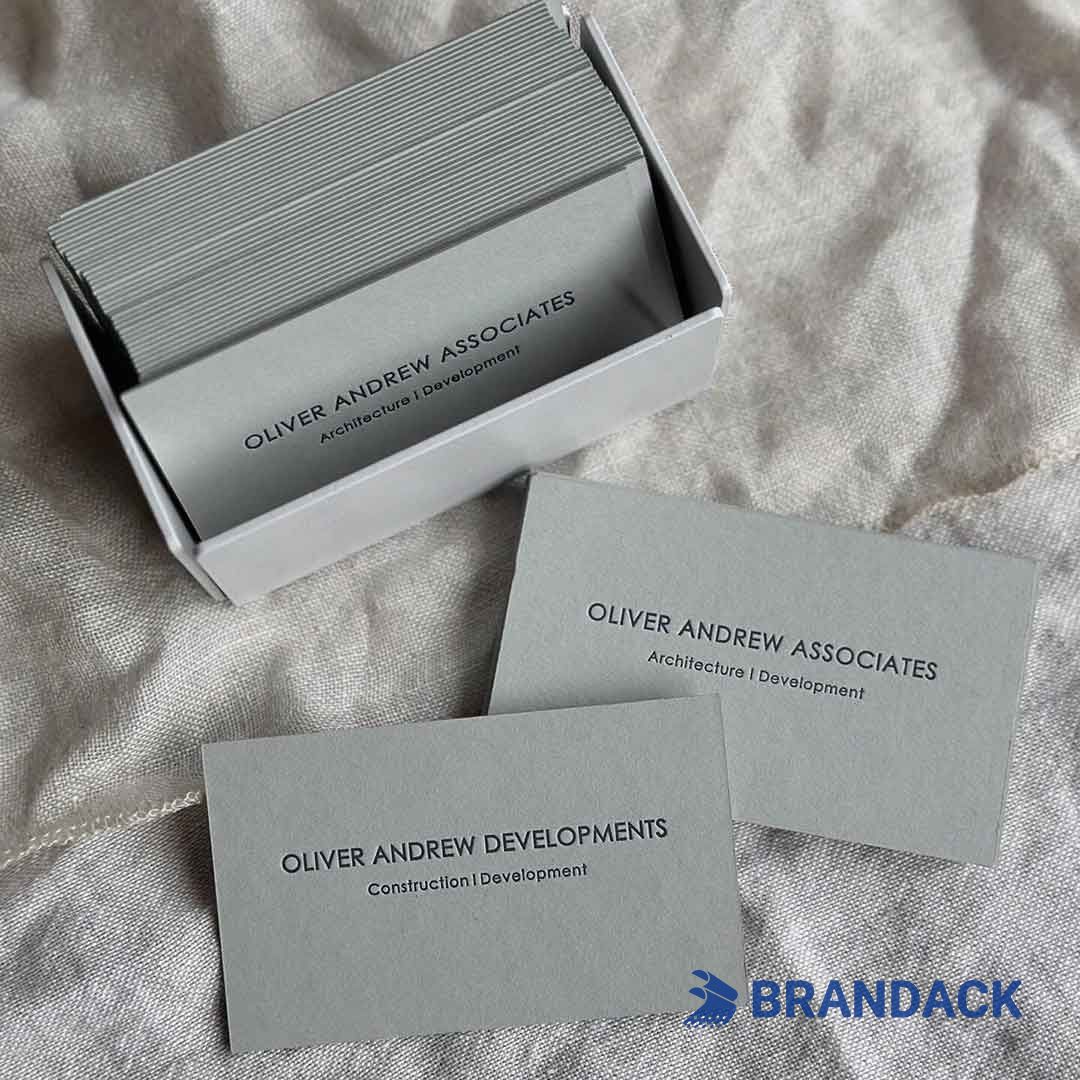 OLIVER ANDREW ASSOCIATES
Architecture | Development
OLIVER ANDREW ASSOCIATES
Architecture | Development
OLIVER ANDREW DEVELOPMENTS
Construction | Development
BRANDACK